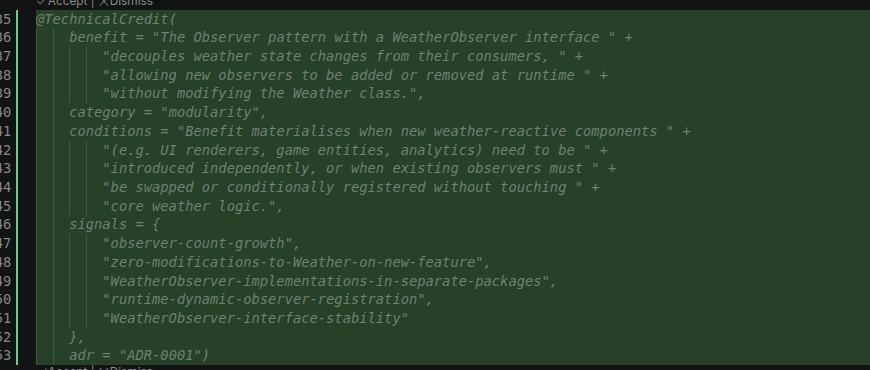 Accept | Dismiss
35 @TechnicalCredit(
36 benefit = "The Observer pattern with a WeatherObserver interface " +
37 "decouples weather state changes from their consumers, " +
38 "allowing new observers to be added or removed at runtime " +
39 "without modifying the Weather class.",
40 category = "modularity",
41 conditions = "Benefit materialises when new weather-reactive components " +
42 "(e.g. UI renderers, game entities, analytics) need to be " +
43 "introduced independently, or when existing observers must " +
44 "be swapped or conditionally registered without touching " +
45 "core weather logic.",
46 signals = {
47 "observer-count-growth",
48 "zero-modifications-to-Weather-on-new-feature",
49 "WeatherObserver-implementations-in-separate-packages",
50 "runtime-dynamic-observer-registration",
51 "WeatherObserver-interface-stability"
52 },
53 adr = "ADR-0001")
Accept | Dismiss